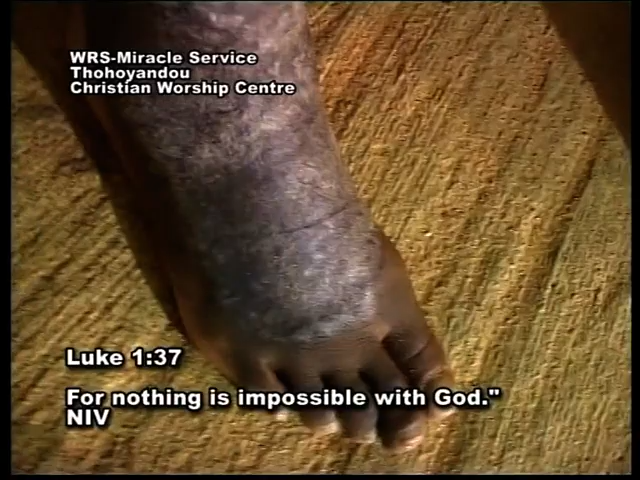 WRS-Miracle Service
Thohoyandou
Christian Worship Centre
Luke 1:37
For nothing is impossible with God."
NIV